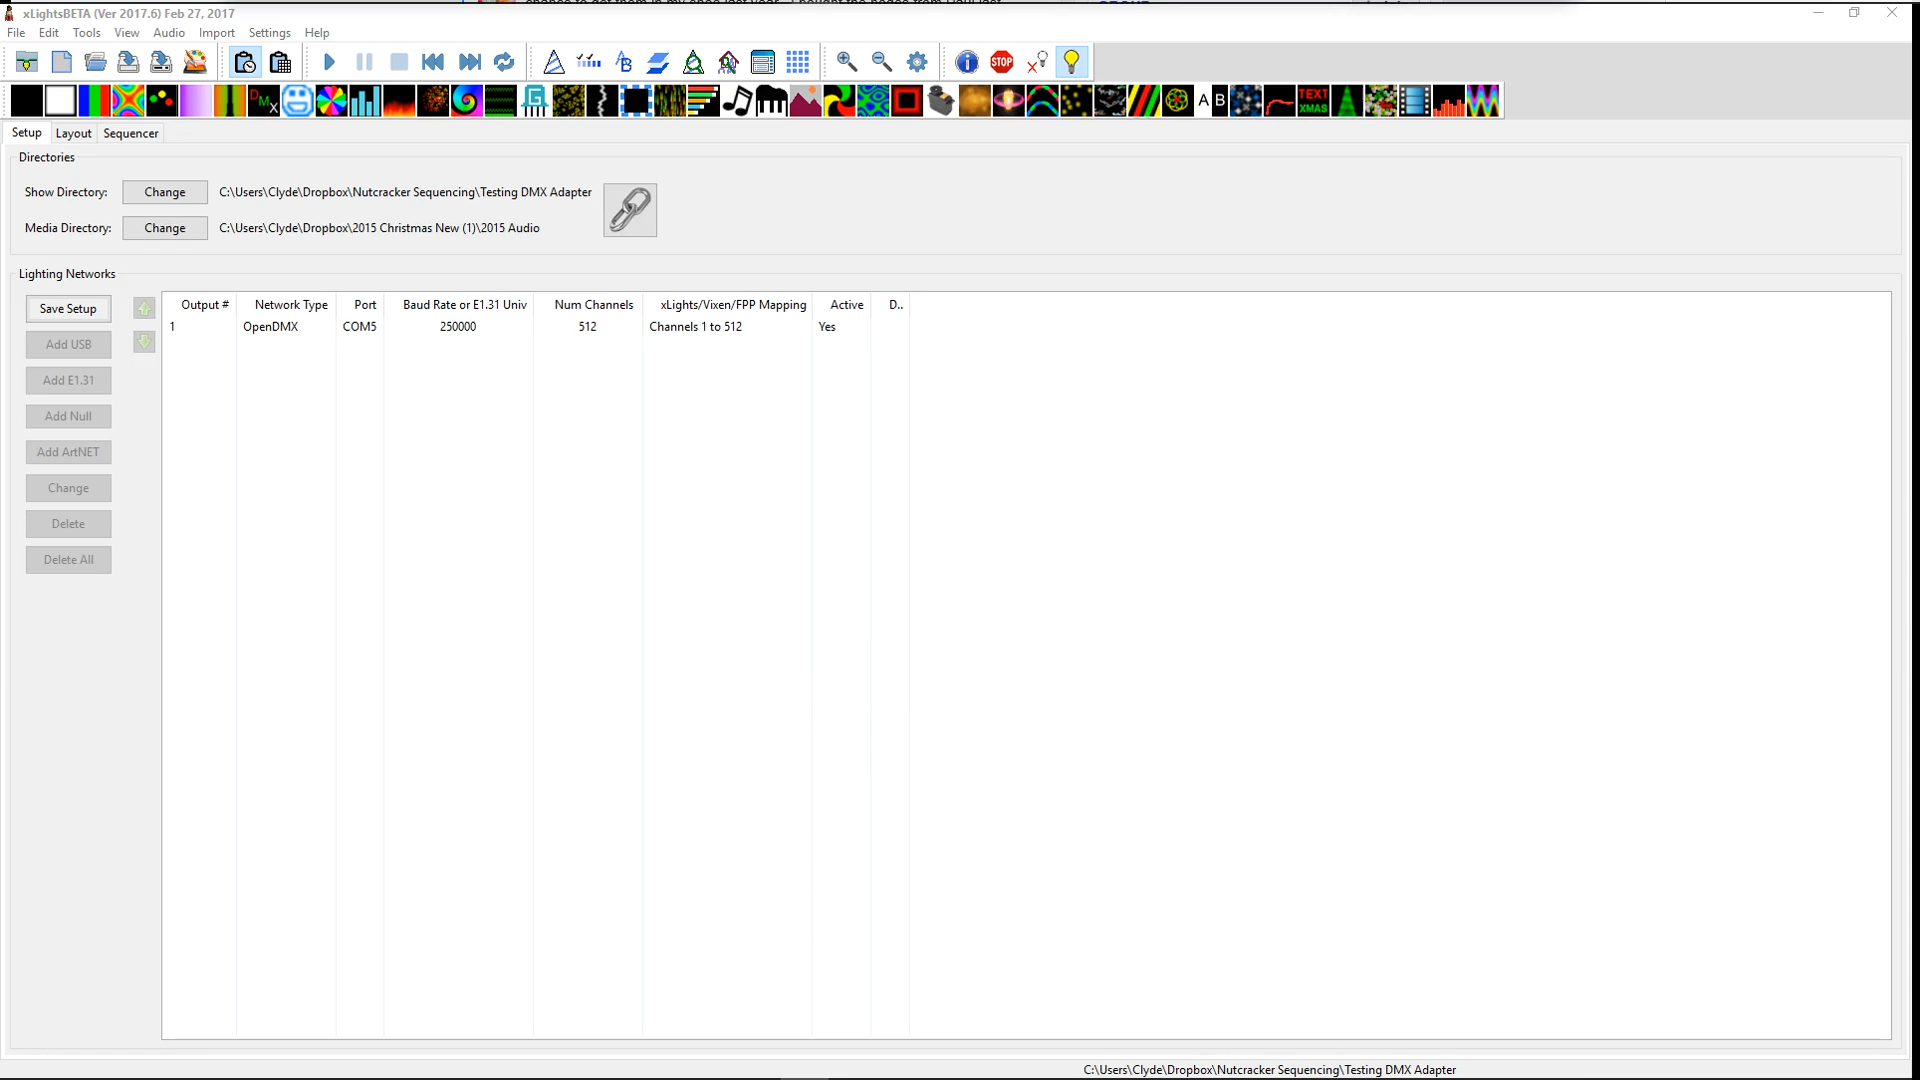 xLightsBETA (Ver 2017.6) Feb 27, 2017
File Edit Tools View Audio Import Settings Help
STOP
DMX
A B
TEXT XMAS
Setup Layout Sequencer
Directories
Show Directory: Change C:\Users\Clyde\Dropbox\Nutcracker Sequencing\Testing DMX Adapter
Media Directory: Change C:\Users\Clyde\Dropbox\2015 Christmas New (1)\2015 Audio
Lighting Networks
Save Setup
Add USB
Add E1.31
Add Null
Add ArtNET
Change
Delete
Delete All
Output # Network Type Port Baud Rate or E1.31 Univ Num Channels xLights/Vixen/FPP Mapping Active D..
1 OpenDMX COM5 250000 512 Channels 1 to 512 Yes
C:\Users\Clyde\Dropbox\Nutcracker Sequencing\Testing DMX Adapter